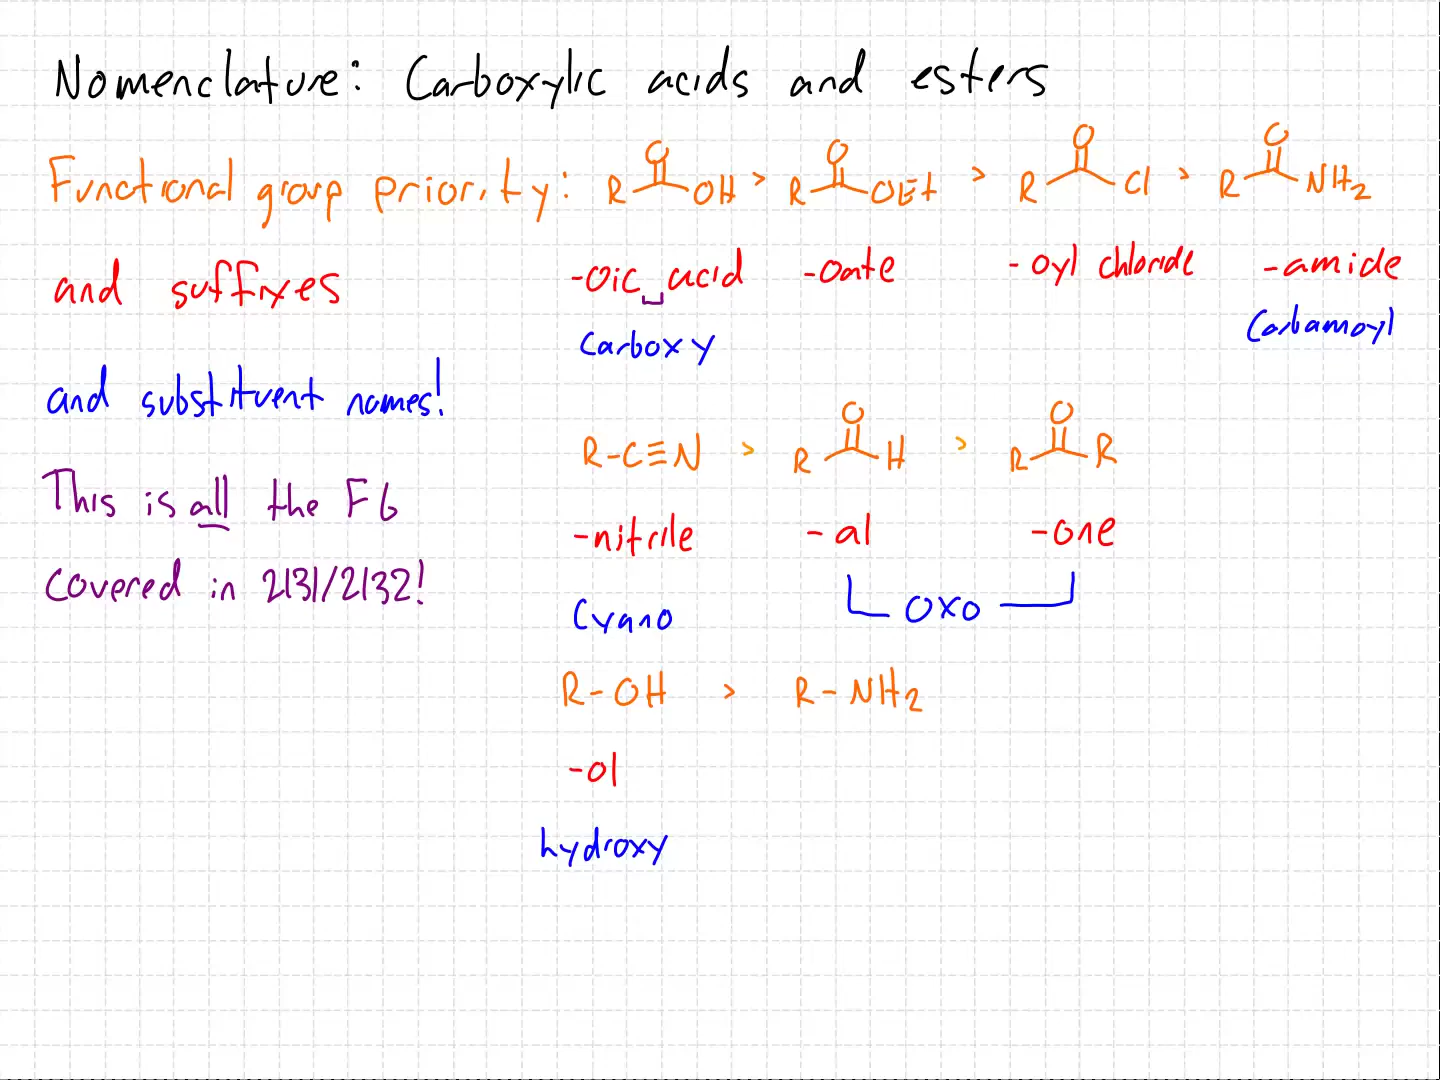 Nomenclature: Carboxylic acids and esters
Functional group priority: R O OH > R O OEt > R O Cl > R O NH2
and suffixes -oic acid -oate -oyl chloride -amide
carboxy carbamoyl
and substituent names!
R-C≡N > R O H > R O R
This is all the FG -nitrile -al -one
Covered in 2131/2132! cyano oxo
R-OH > R-NH2
-ol
hydroxy